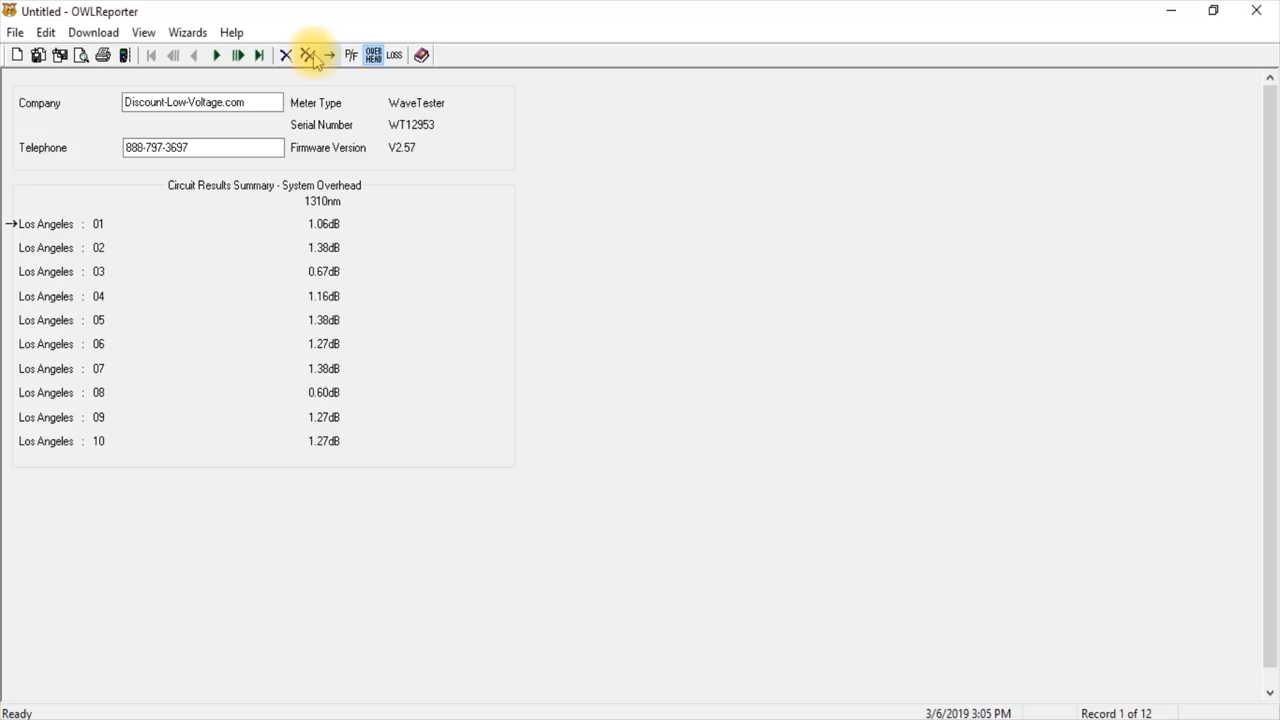 Untitled - OWLReporter
File Edit Download View Wizards Help
P/F OVER HEAD LOSS
Company Discount-Low-Voltage.com Meter Type WaveTester
Serial Number WT12953
Telephone 888-797-3697 Firmware Version V2.57
Circuit Results Summary - System Overhead
1310nm
Los Angeles : 01 1.06dB
Los Angeles : 02 1.38dB
Los Angeles : 03 0.67dB
Los Angeles : 04 1.16dB
Los Angeles : 05 1.38dB
Los Angeles : 06 1.27dB
Los Angeles : 07 1.38dB
Los Angeles : 08 0.60dB
Los Angeles : 09 1.27dB
Los Angeles : 10 1.27dB
Ready 3/6/2019 3:05 PM Record 1 of 12